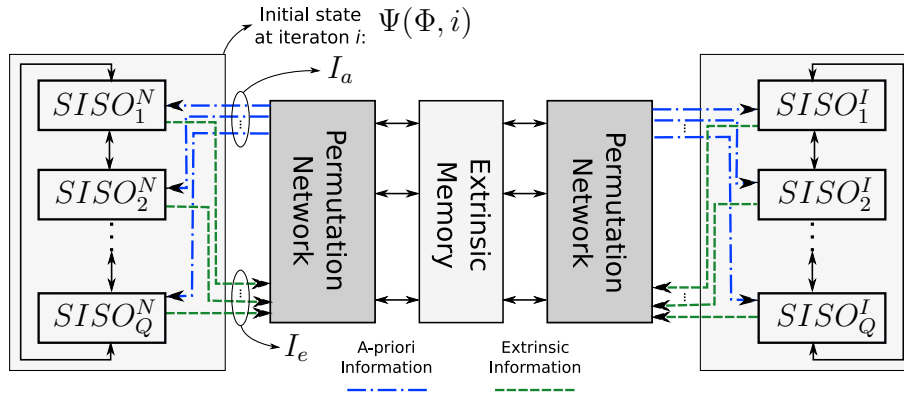 Initial state
at iteraton i: Ψ(Φ, i)
I_a
SISO_1^N
SISO_2^N
SISO_Q^N
I_e
Permutation
Network
Extrinsic
Memory
Permutation
Network
SISO_1^I
SISO_2^I
SISO_Q^I
A-priori
Information
Extrinsic
Information